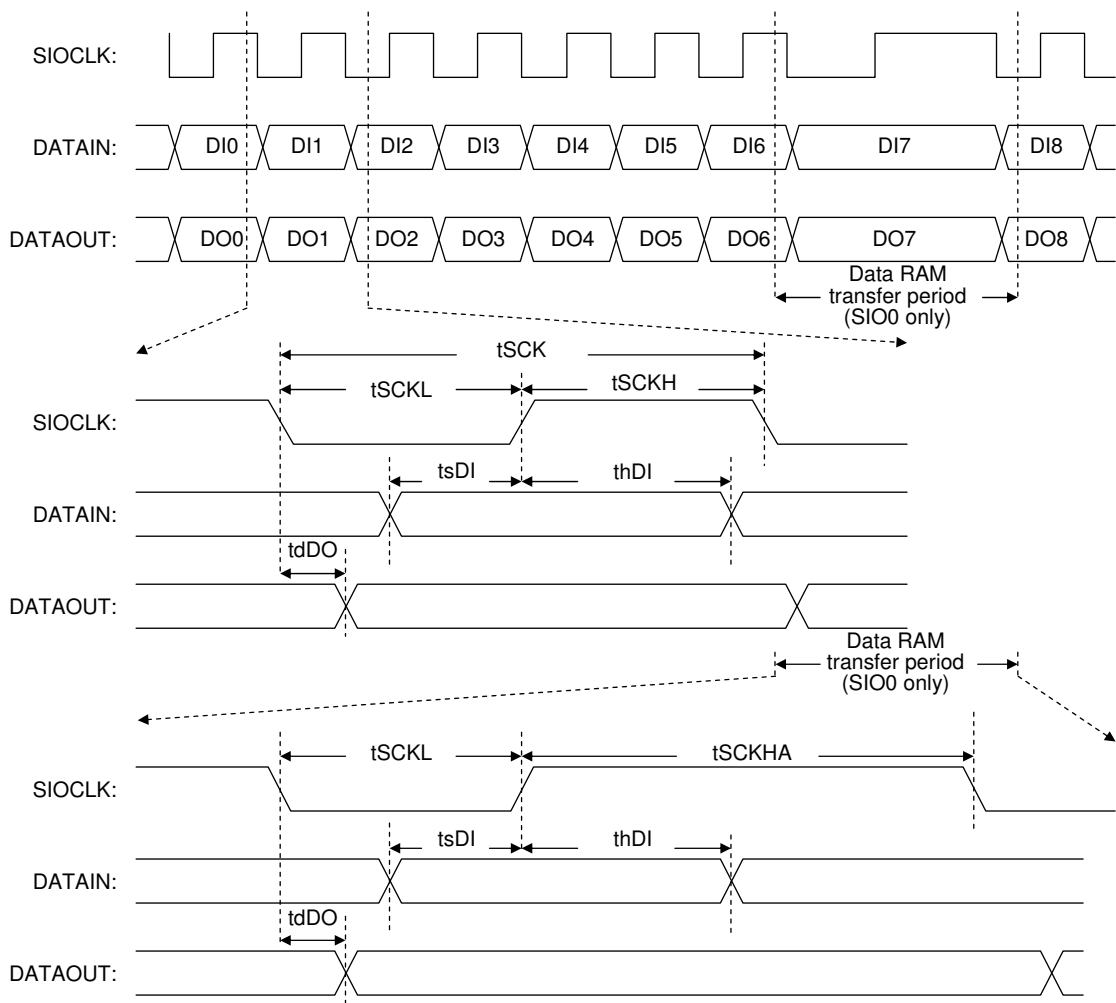 SIOCLK:
DATAIN: DI0 DI1 DI2 DI3 DI4 DI5 DI6 DI7 DI8
DATAOUT: DO0 DO1 DO2 DO3 DO4 DO5 DO6 DO7 DO8
Data RAM
transfer period
(SIO0 only)
tSCK
tSCKL tSCKH
SIOCLK:
tsDI thDI
DATAIN:
tdDO
DATAOUT:
Data RAM
transfer period
(SIO0 only)
tSCKL tSCKHA
SIOCLK:
tsDI thDI
DATAIN:
tdDO
DATAOUT: